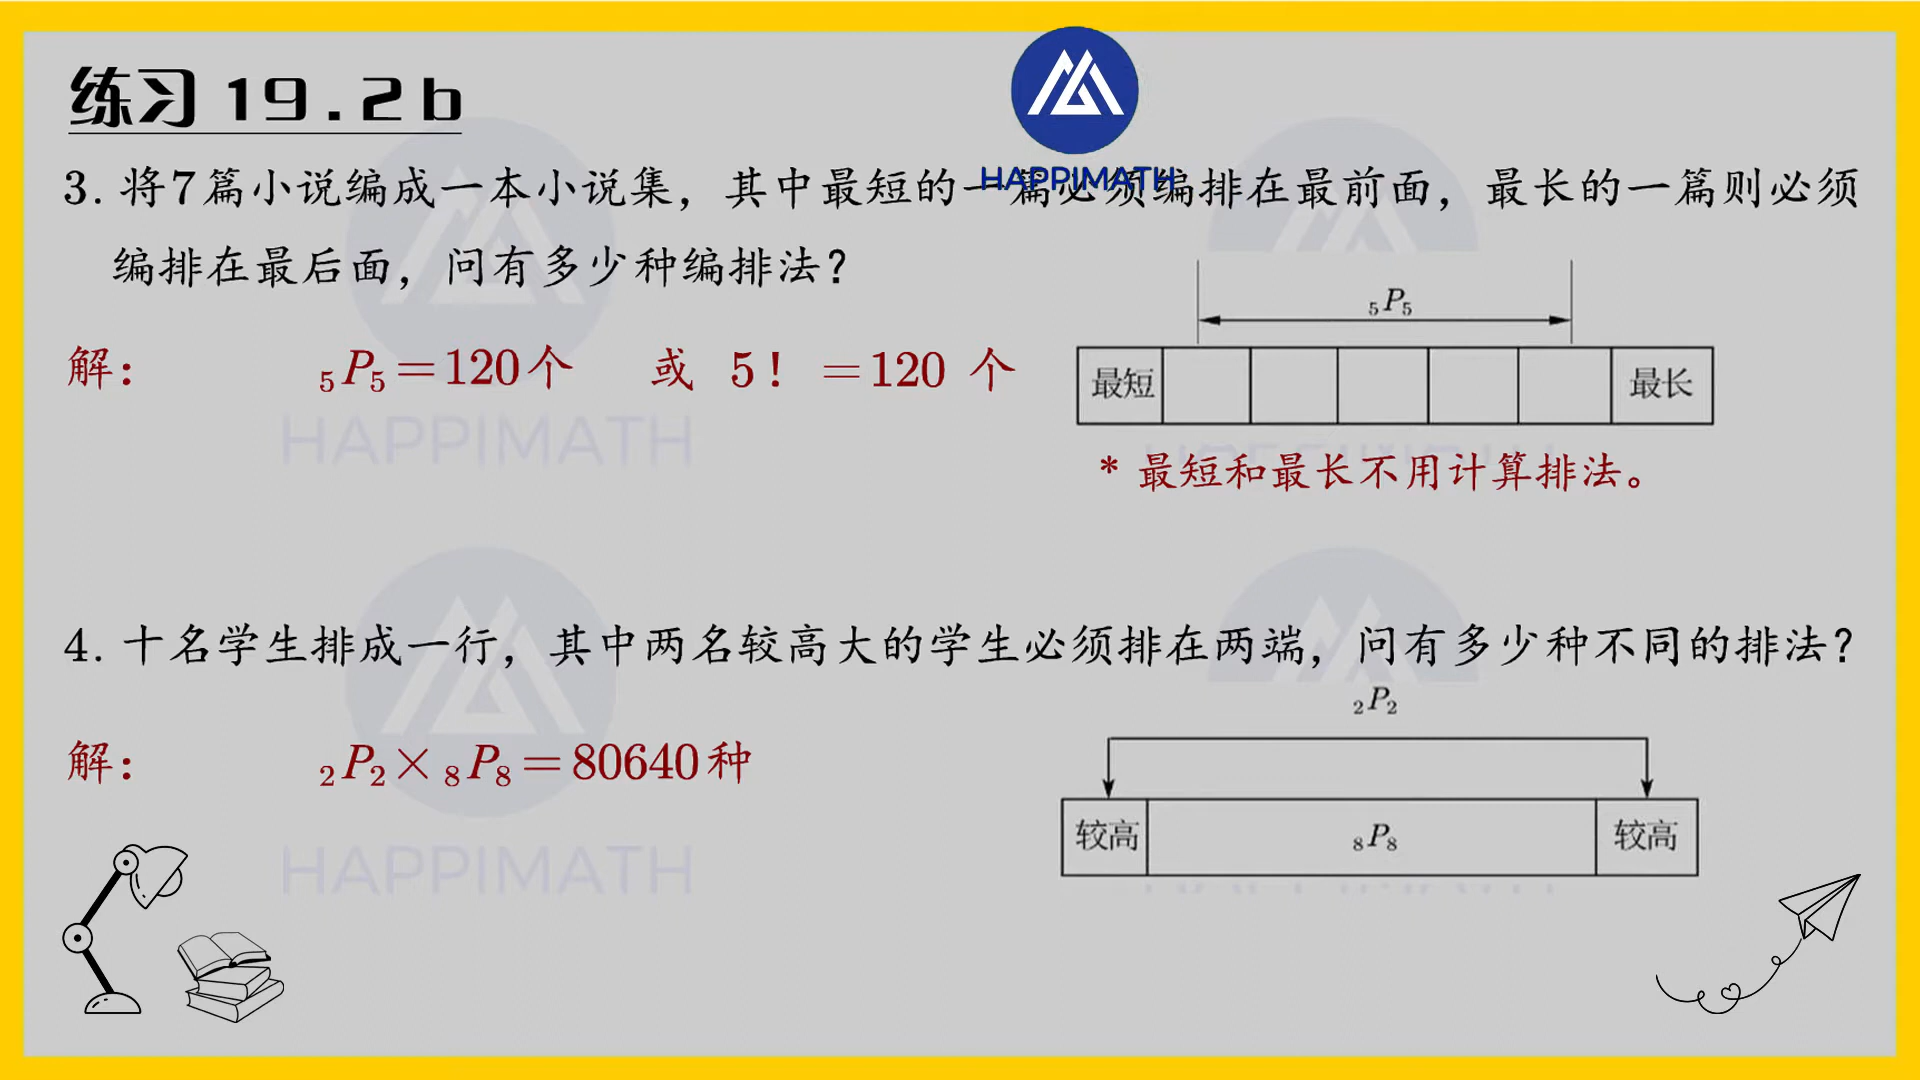 练习19.2b
HAPPIMATH
3. 将7篇小说编成一本小说集，其中最短的一篇必须编排在最前面，最长的一篇则必须
编排在最后面，问有多少种编排法？
₅P₅
解： ₅P₅=120个 或 5！=120 个
最短 最长
HAPPIMATH
* 最短和最长不用计算排法。
4. 十名学生排成一行，其中两名较高大的学生必须排在两端，问有多少种不同的排法？
₂P₂
解： ₂P₂×₈P₈=80640种
较高 ₈P₈ 较高
HAPPIMATH